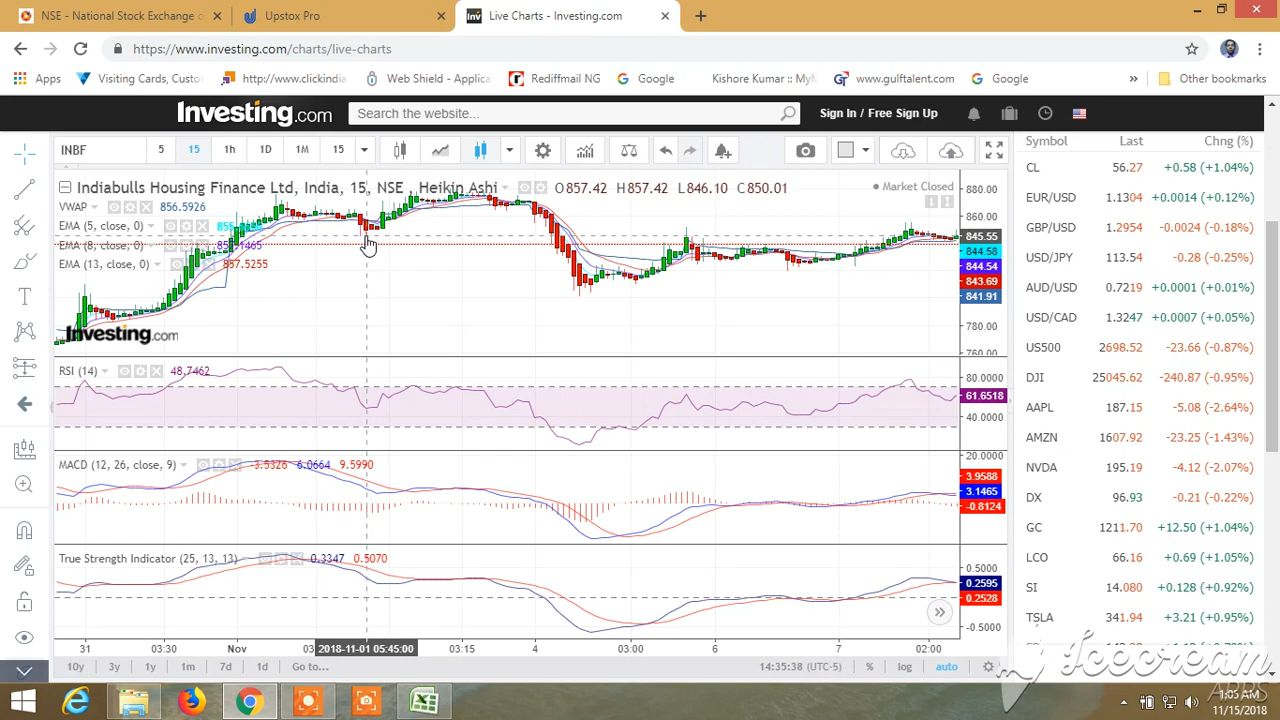 NSE - National Stock Exchange o
Upstox Pro
Inv Live Charts - Investing.com
https://www.investing.com/charts/live-charts
Apps Visiting Cards, Custo http://www.clickindia Web Shield - Applica Rediffmail NG Google Kishore Kumar :: MyM www.gulftalent.com Google » Other bookmarks
Investing.com Search the website... Sign In / Free Sign Up
INBF 5 15 1h 1D 1M 15
Indiabulls Housing Finance Ltd, India, 15, NSE, Heikin Ashi O857.42 H857.42 L846.10 C850.01
Market Closed
VWAP 856.5926
EMA (5, close, 0)
EMA (8, close, 0)
EMA (13, close, 0) 857.5255
880.00
860.00
845.55
844.58
844.54
843.69
841.91
780.00
760.00
Investing.com
RSI (14) 48.7462
80.0000
61.6518
40.0000
MACD (12, 26, close, 9) -3.5326 6.0664 9.5990
20.0000
3.9588
3.1465
-0.8124
True Strength Indicator (25, 13, 13) 0.3347 0.5070
0.5000
0.2595
0.2528
-0.5000
31 03:30 Nov 03 2018-11-01 05:45:00 03:15 4 03:00 6 7 02:00
10y 3y 1y 1m 7d 1d Go to... 14:35:38 (UTC-5) % log auto
Symbol Last Chng (%)
CL 56.27 +0.58 (+1.04%)
EUR/USD 1.1304 +0.0014 (+0.12%)
GBP/USD 1.2954 -0.0024 (-0.18%)
USD/JPY 113.54 -0.28 (-0.25%)
AUD/USD 0.7219 +0.0001 (+0.01%)
USD/CAD 1.3247 +0.0007 (+0.05%)
US500 2698.52 -23.66 (-0.87%)
DJI 25045.62 -240.87 (-0.95%)
AAPL 187.15 -5.08 (-2.64%)
AMZN 1607.92 -23.25 (-1.43%)
NVDA 195.19 -4.12 (-2.07%)
DX 96.93 -0.21 (-0.22%)
GC 1211.70 +12.50 (+1.04%)
LCO 66.16 +0.69 (+1.05%)
SI 14.080 +0.128 (+0.92%)
TSLA 341.94 +3.21 (+0.95%)
Icecream
APPS
1:05 AM
11/15/2018